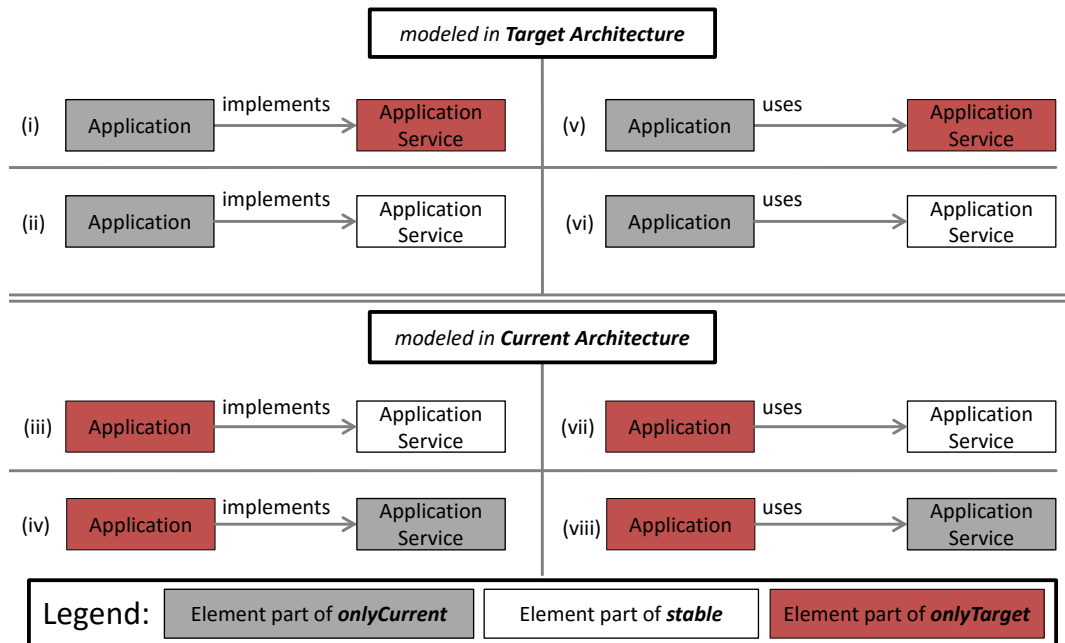 modeled in Target Architecture
(i) Application implements Application Service
(v) Application uses Application Service
(ii) Application implements Application Service
(vi) Application uses Application Service
modeled in Current Architecture
(iii) Application implements Application Service
(vii) Application uses Application Service
(iv) Application implements Application Service
(viii) Application uses Application Service
Legend: Element part of onlyCurrent Element part of stable Element part of onlyTarget